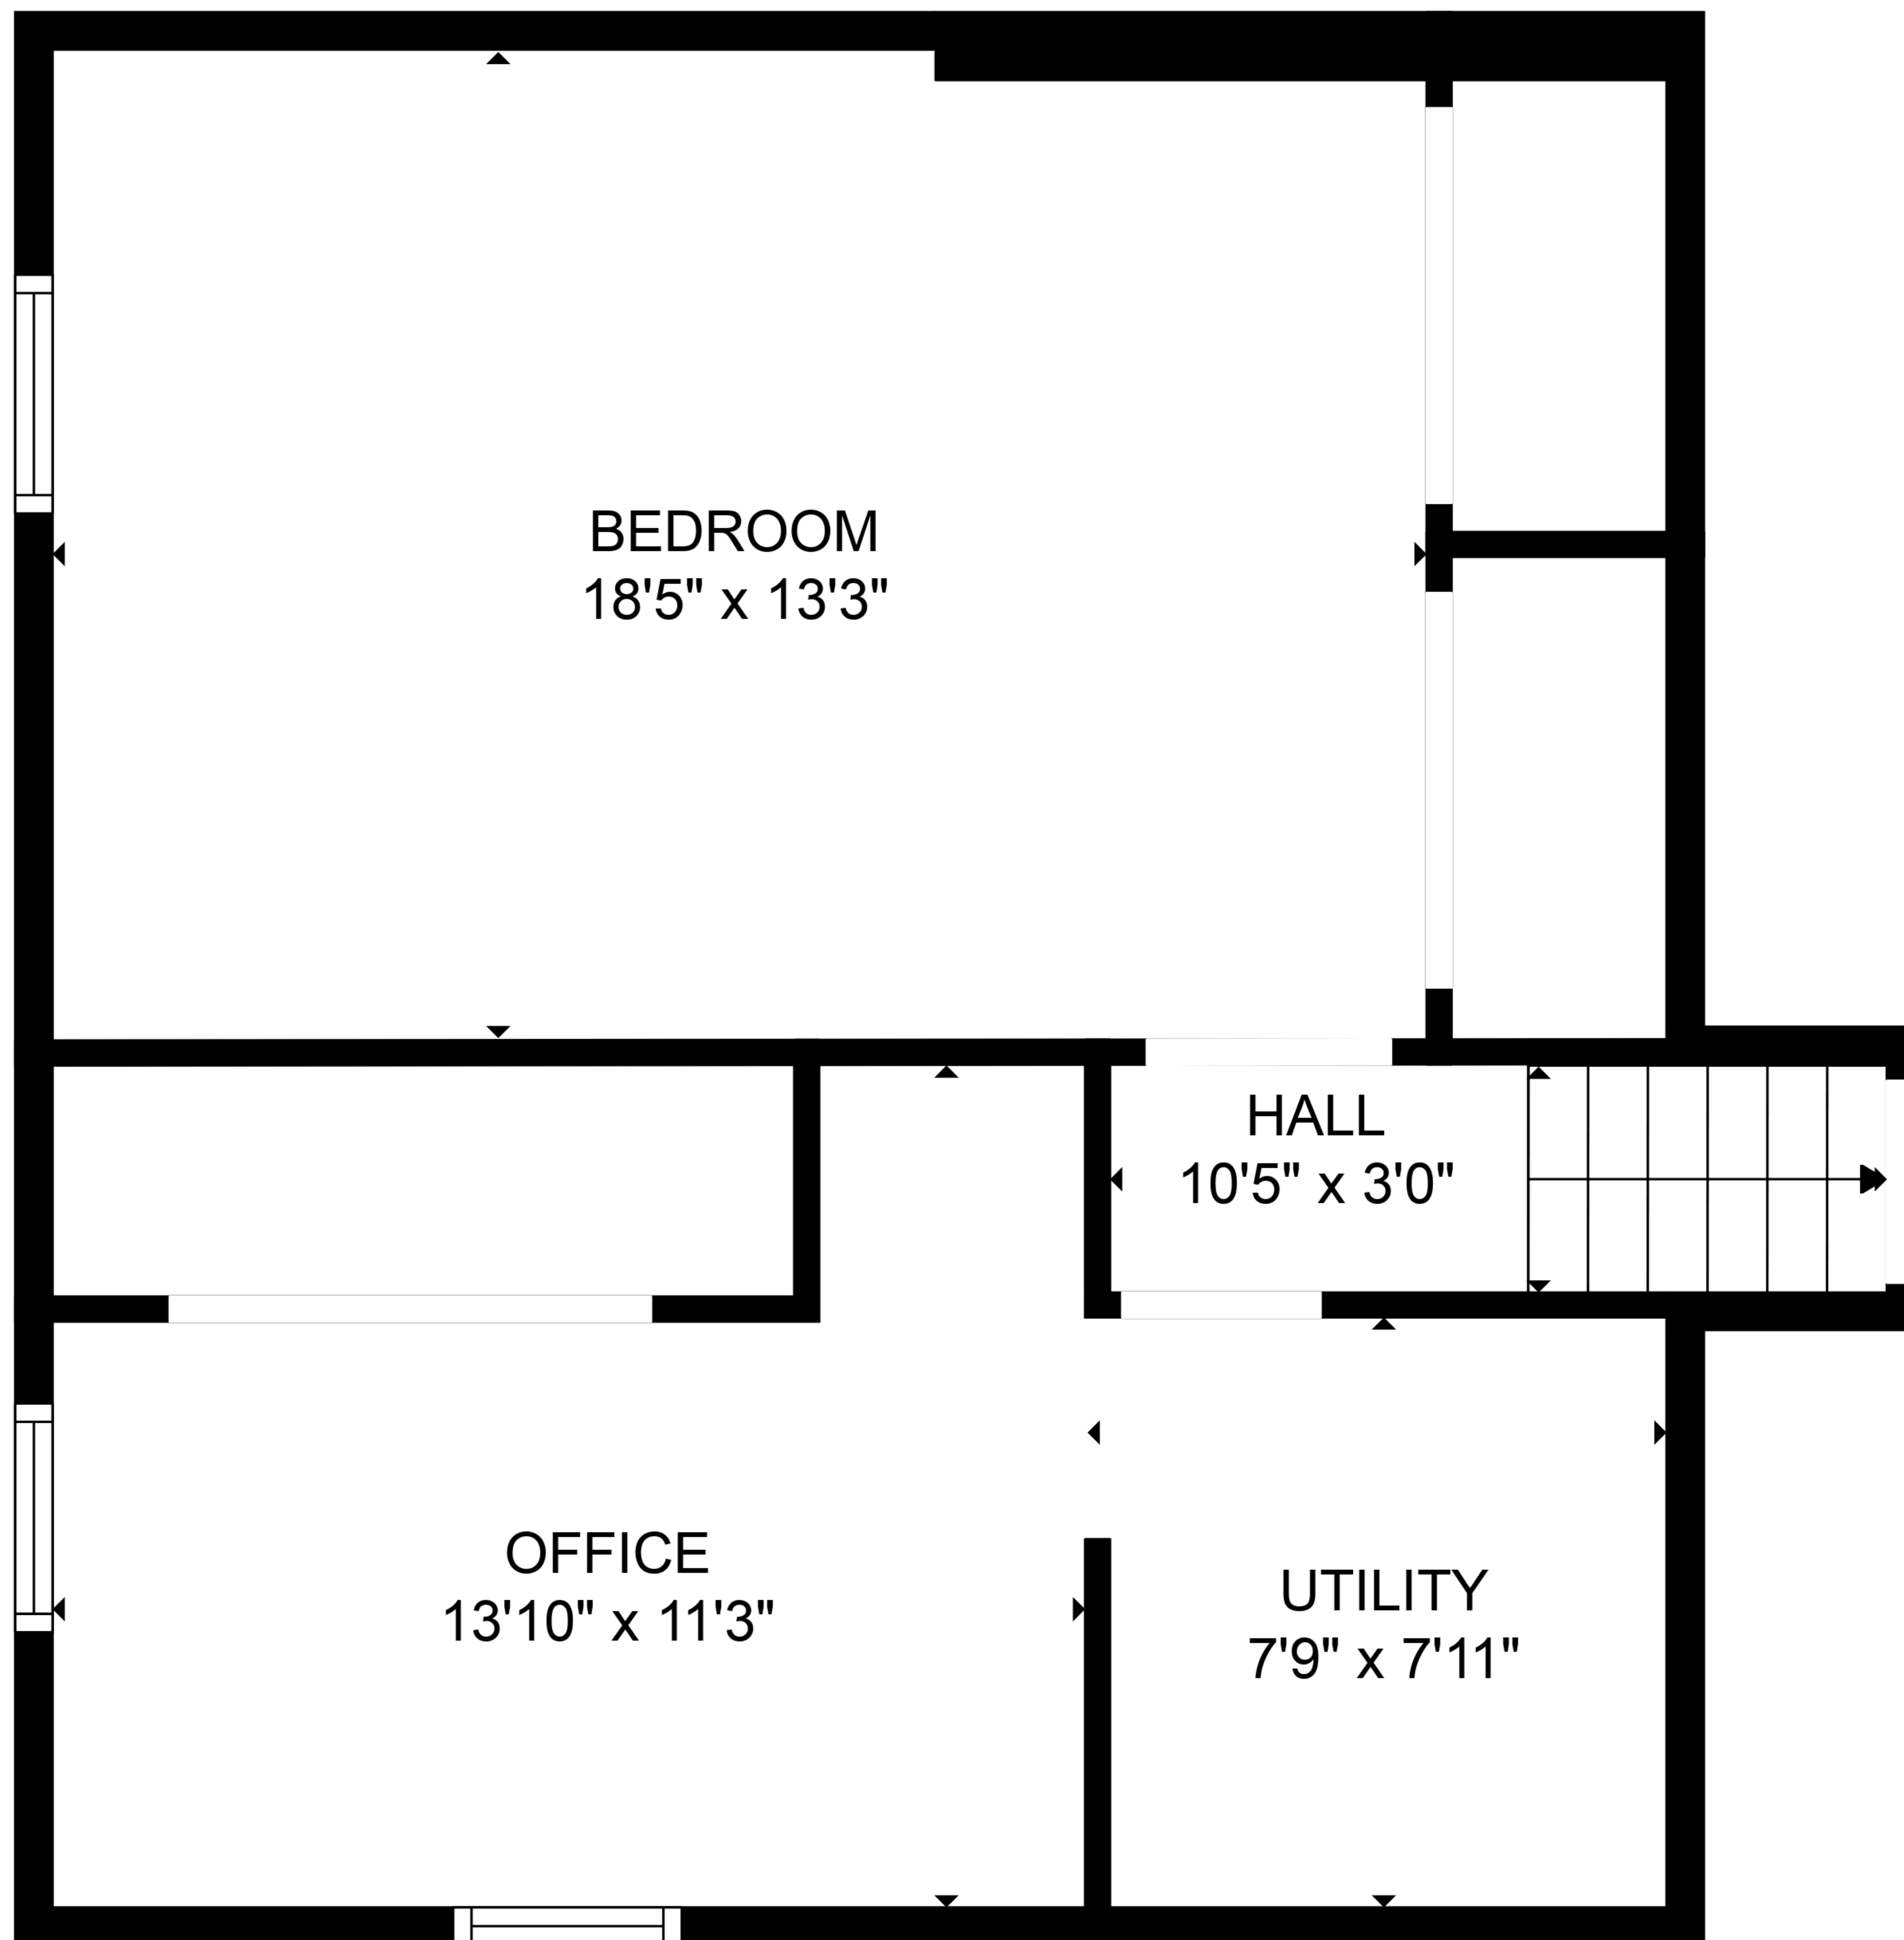 BEDROOM
18'5" x 13'3"
HALL
10'5" x 3'0"
OFFICE
13'10" x 11'3"
UTILITY
7'9" x 7'11"